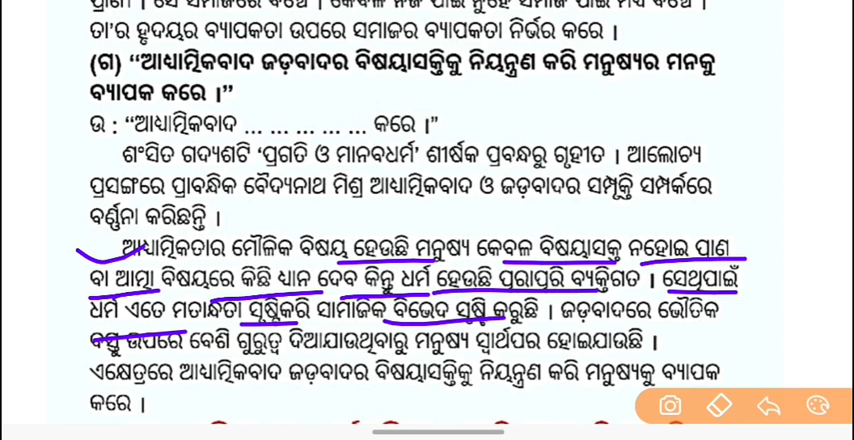 ତା'ର ହୃଦୟର ବ୍ୟାପକତା ଉପରେ ସମାଜର ବ୍ୟାପକତା ନିର୍ଭର କରେ ।
(ଗ) “ଆଧ୍ୟାତ୍ମିକବାଦ ଜଡ଼ବାଦର ବିଷୟାସକ୍ତିକୁ ନିୟନ୍ତ୍ରଣ କରି ମନୁଷ୍ୟର ମନକୁ
ବ୍ୟାପକ କରେ ।”
ଉ : “ଆଧ୍ୟାତ୍ମିକବାଦ ... ... ... ... ... କରେ ।”
ଶଂସିତ ଗଦ୍ୟଶଟି ‘ପ୍ରଗତି ଓ ମାନବଧର୍ମ’ ଶୀର୍ଷକ ପ୍ରବନ୍ଧରୁ ଗୃହୀତ । ଆଲୋଚ୍ୟ
ପ୍ରସଙ୍ଗରେ ପ୍ରାବନ୍ଧିକ ବୈଦ୍ୟନାଥ ମିଶ୍ର ଆଧ୍ୟାତ୍ମିକବାଦ ଓ ଜଡ଼ବାଦର ସମ୍ପୃକ୍ତି ସମ୍ପର୍କରେ
ବର୍ଣ୍ଣନା କରିଛନ୍ତି ।
ଆଧ୍ୟାତ୍ମିକତାର ମୌଳିକ ବିଷୟ ହେଉଛି ମନୁଷ୍ୟ କେବଳ ବିଷୟାସକ୍ତ ନହୋଇ ପ୍ରାଣ
ବା ଆତ୍ମା ବିଷୟରେ କିଛି ଧ୍ୟାନ ଦେବ କିନ୍ତୁ ଧର୍ମ ହେଉଛି ପୂରାପୂରି ବ୍ୟକ୍ତିଗତ । ସେଥିପାଇଁ
ଧର୍ମ ଏତେ ମତାନ୍ଧତା ସୃଷ୍ଟିକରି ସାମାଜିକ ବିଭେଦ ସୃଷ୍ଟି କରୁଛି । ଜଡ଼ବାଦରେ ଭୌତିକ
ବସ୍ତୁ ଉପରେ ବେଶି ଗୁରୁତ୍ୱ ଦିଆଯାଉଥିବାରୁ ମନୁଷ୍ୟ ସ୍ୱାର୍ଥପର ହୋଇଯାଉଛି ।
ଏକ୍ଷେତ୍ରରେ ଆଧ୍ୟାତ୍ମିକବାଦ ଜଡ଼ବାଦର ବିଷୟାସକ୍ତିକୁ ନିୟନ୍ତ୍ରଣ କରି ମନୁଷ୍ୟକୁ ବ୍ୟାପକ
କରେ ।